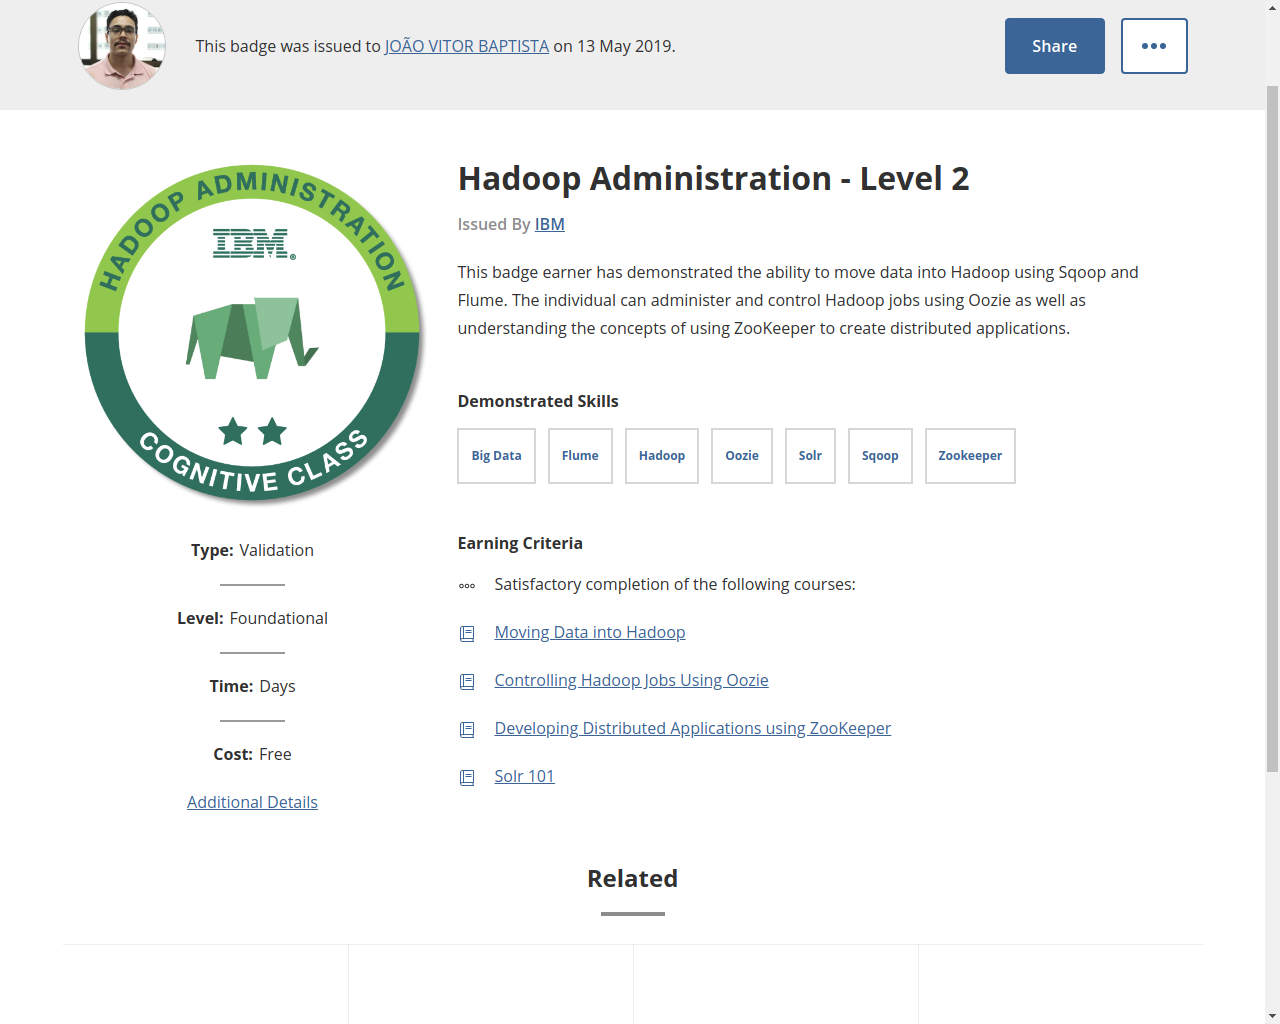 This badge was issued to JOÃO VITOR BAPTISTA on 13 May 2019.
Share
HADOOP ADMINISTRATION
IBM®
COGNITIVE CLASS
Type: Validation
Level: Foundational
Time: Days
Cost: Free
Additional Details
Hadoop Administration - Level 2
Issued By IBM
This badge earner has demonstrated the ability to move data into Hadoop using Sqoop and
Flume. The individual can administer and control Hadoop jobs using Oozie as well as
understanding the concepts of using ZooKeeper to create distributed applications.
Demonstrated Skills
Big Data Flume Hadoop Oozie Solr Sqoop Zookeeper
Earning Criteria
Satisfactory completion of the following courses:
Moving Data into Hadoop
Controlling Hadoop Jobs Using Oozie
Developing Distributed Applications using ZooKeeper
Solr 101
Related